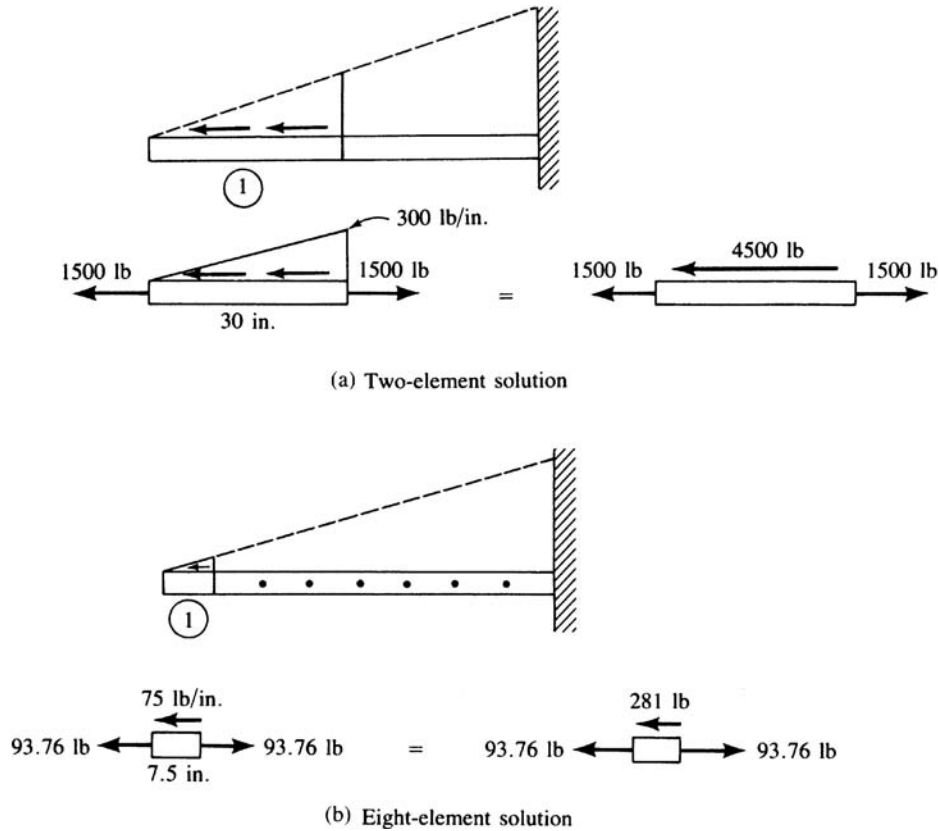 1
300 lb/in.
1500 lb 1500 lb = 1500 lb 4500 lb 1500 lb
30 in.
(a) Two-element solution
1
75 lb/in. 281 lb
93.76 lb 93.76 lb = 93.76 lb 93.76 lb
7.5 in.
(b) Eight-element solution